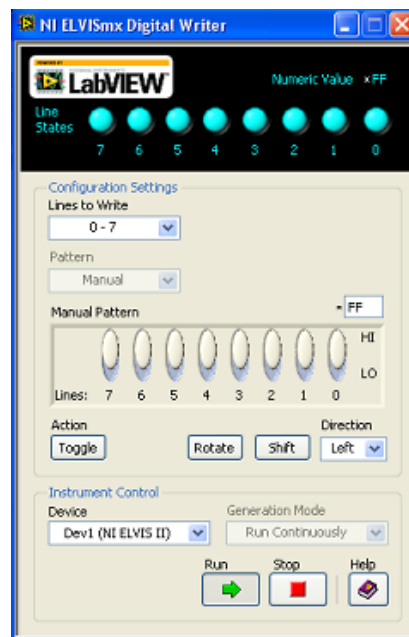 NI ELVISmx Digital Writer
POWERED BY
LabVIEW
Numeric Value ×FF
Line
States
7 6 5 4 3 2 1 0
Configuration Settings
Lines to Write
0 - 7
Pattern
Manual
Manual Pattern
FF
HI
LO
Lines: 7 6 5 4 3 2 1 0
Action
Direction
Toggle
Rotate
Shift
Left
Instrument Control
Device
Generation Mode
Dev1 (NI ELVIS II)
Run Continuously
Run
Stop
Help